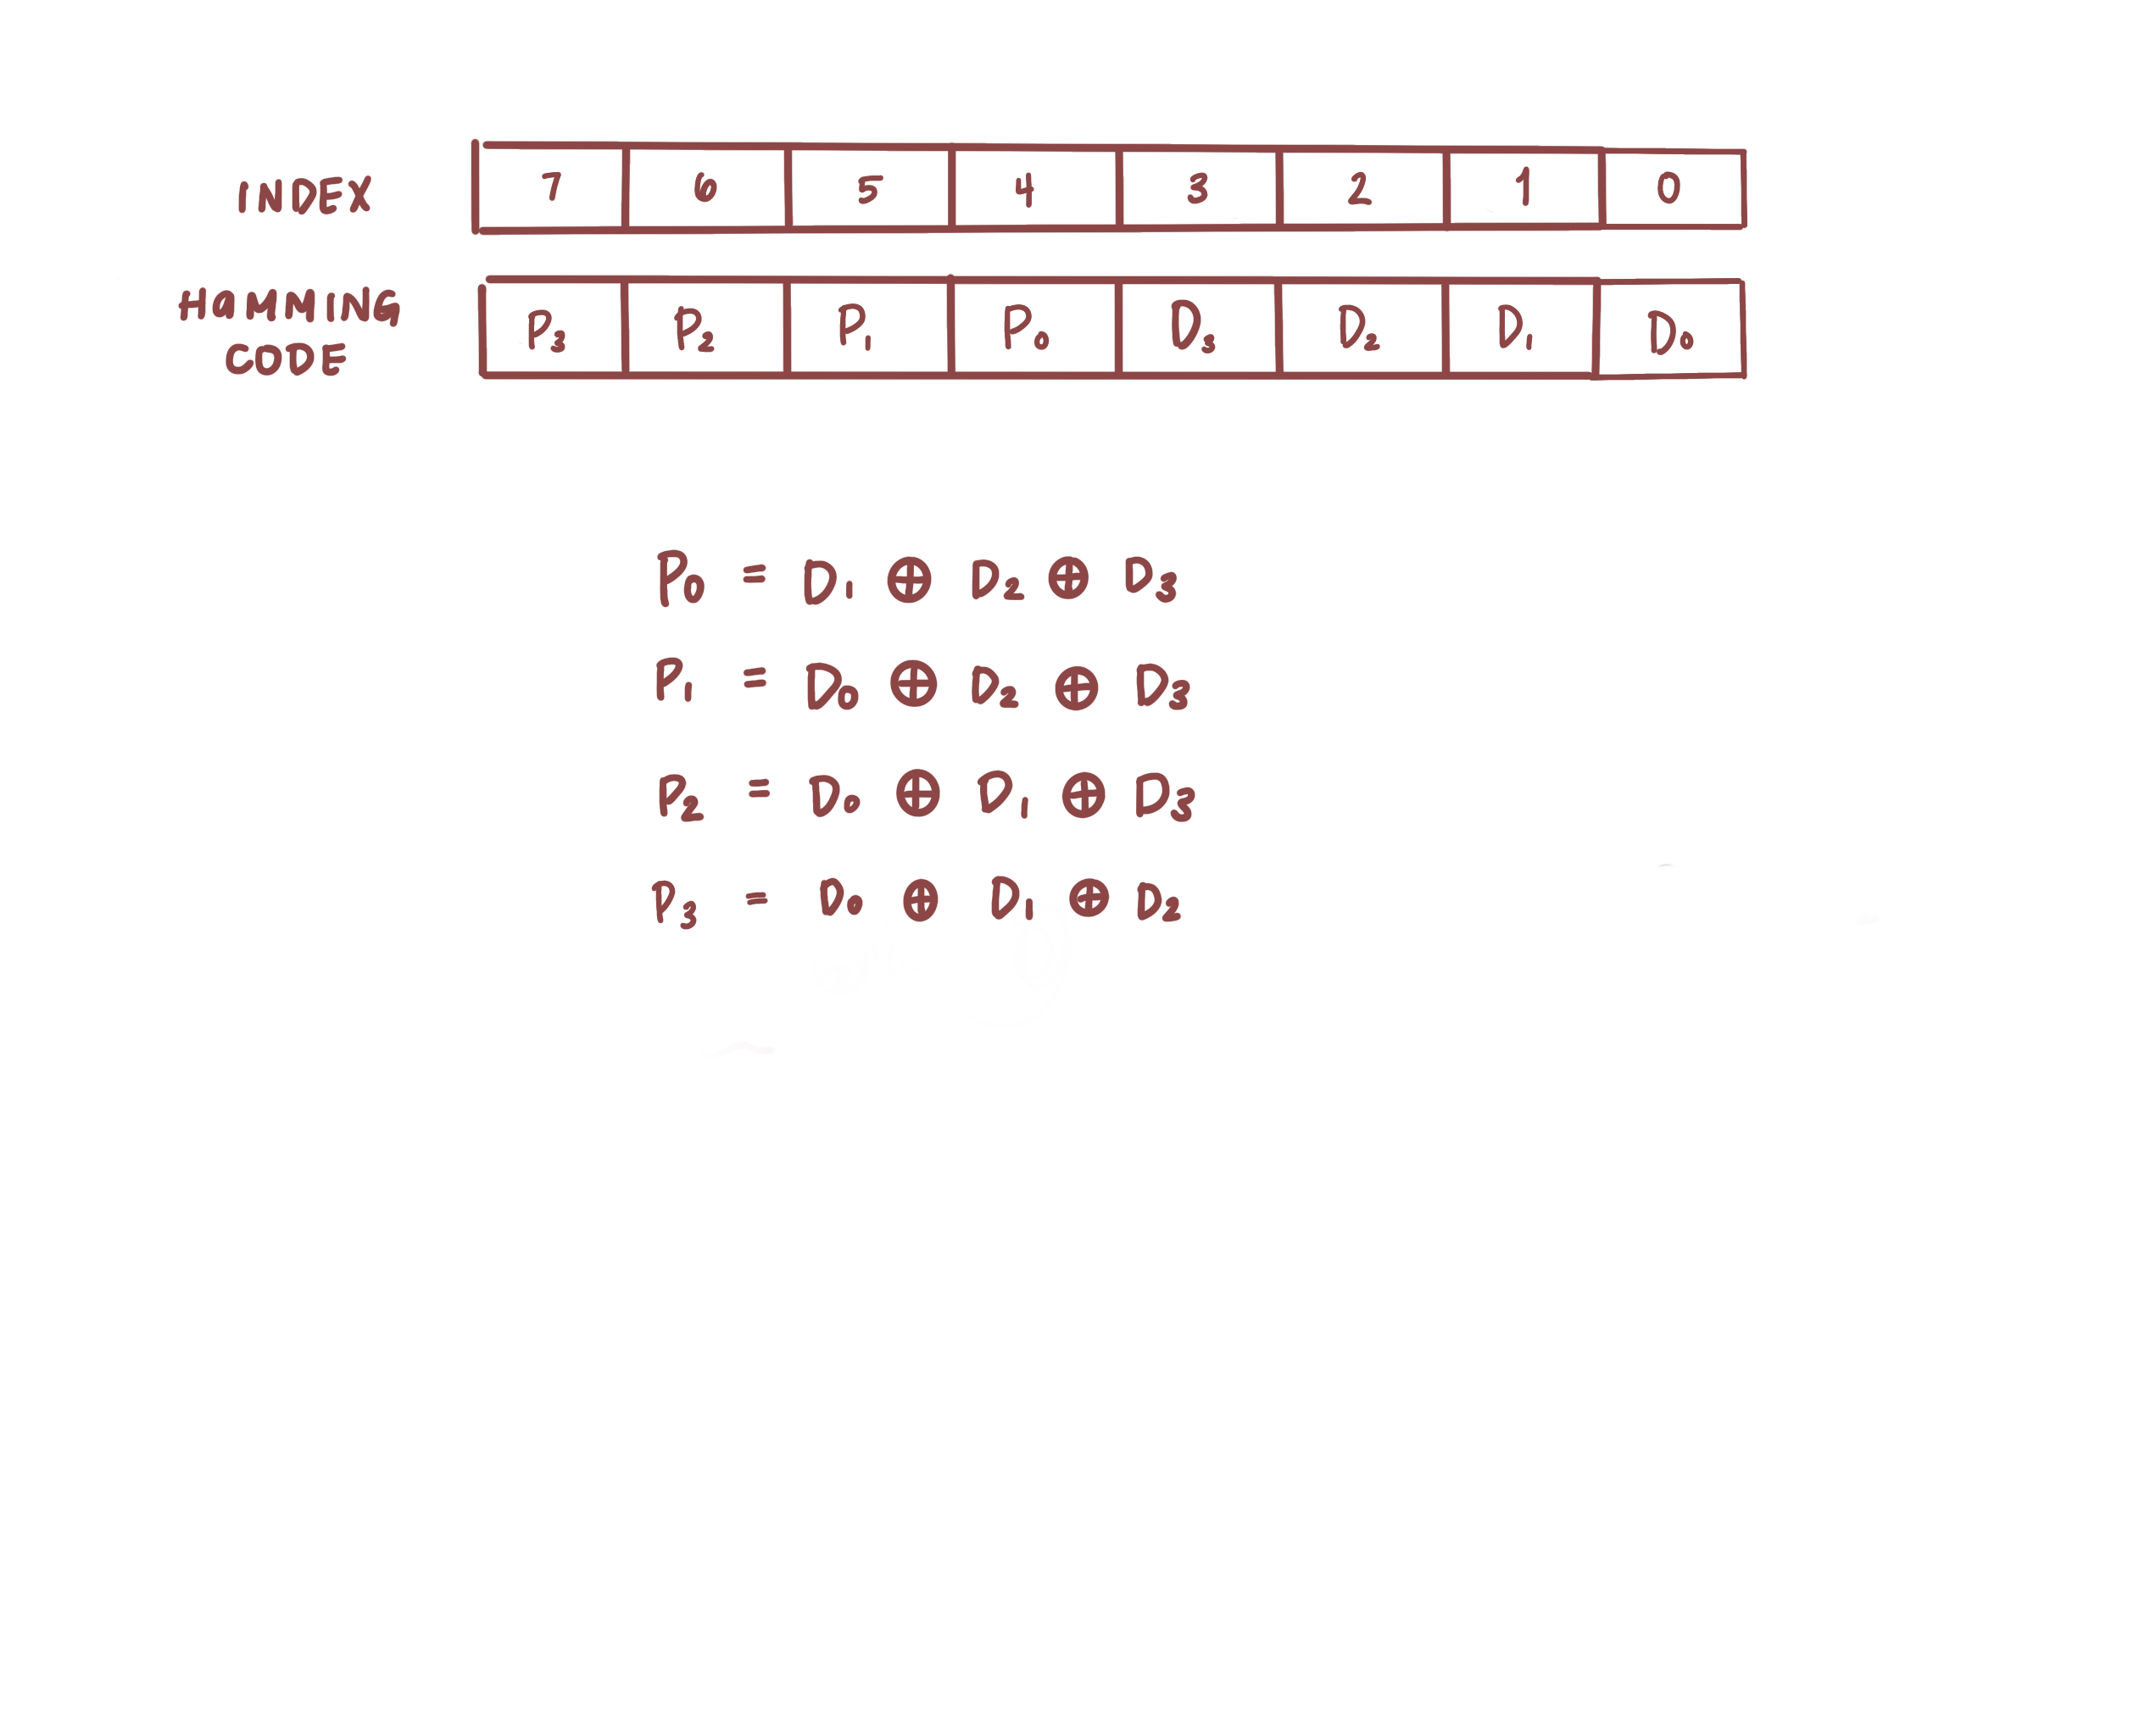 INDEX 7 6 5 4 3 2 1 0
HAMMING
CODE P₃ P₂ P₁ P₀ D₃ D₂ D₁ D₀
P₀ = D₁ ⊕ D₂ ⊕ D₃
P₁ = D₀ ⊕ D₂ ⊕ D₃
P₂ = D₀ ⊕ D₁ ⊕ D₃
P₃ = D₀ ⊕ D₁ ⊕ D₂